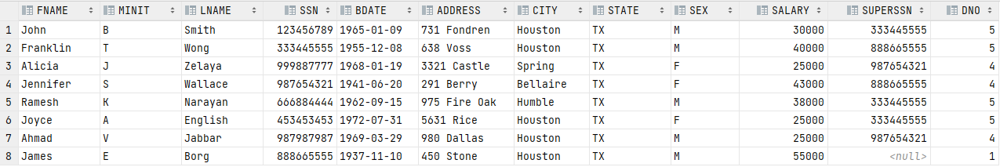 FNAME MINIT LNAME SSN BDATE ADDRESS CITY STATE SEX SALARY SUPERSSN DNO
1 John B Smith 123456789 1965-01-09 731 Fondren Houston TX M 30000 333445555 5
2 Franklin T Wong 333445555 1955-12-08 638 Voss Houston TX M 40000 888665555 5
3 Alicia J Zelaya 999887777 1968-01-19 3321 Castle Spring TX F 25000 987654321 4
4 Jennifer S Wallace 987654321 1941-06-20 291 Berry Bellaire TX F 43000 888665555 4
5 Ramesh K Narayan 666884444 1962-09-15 975 Fire Oak Humble TX M 38000 333445555 5
6 Joyce A English 453453453 1972-07-31 5631 Rice Houston TX F 25000 333445555 5
7 Ahmad V Jabbar 987987987 1969-03-29 980 Dallas Houston TX M 25000 987654321 4
8 James E Borg 888665555 1937-11-10 450 Stone Houston TX M 55000 <null> 1